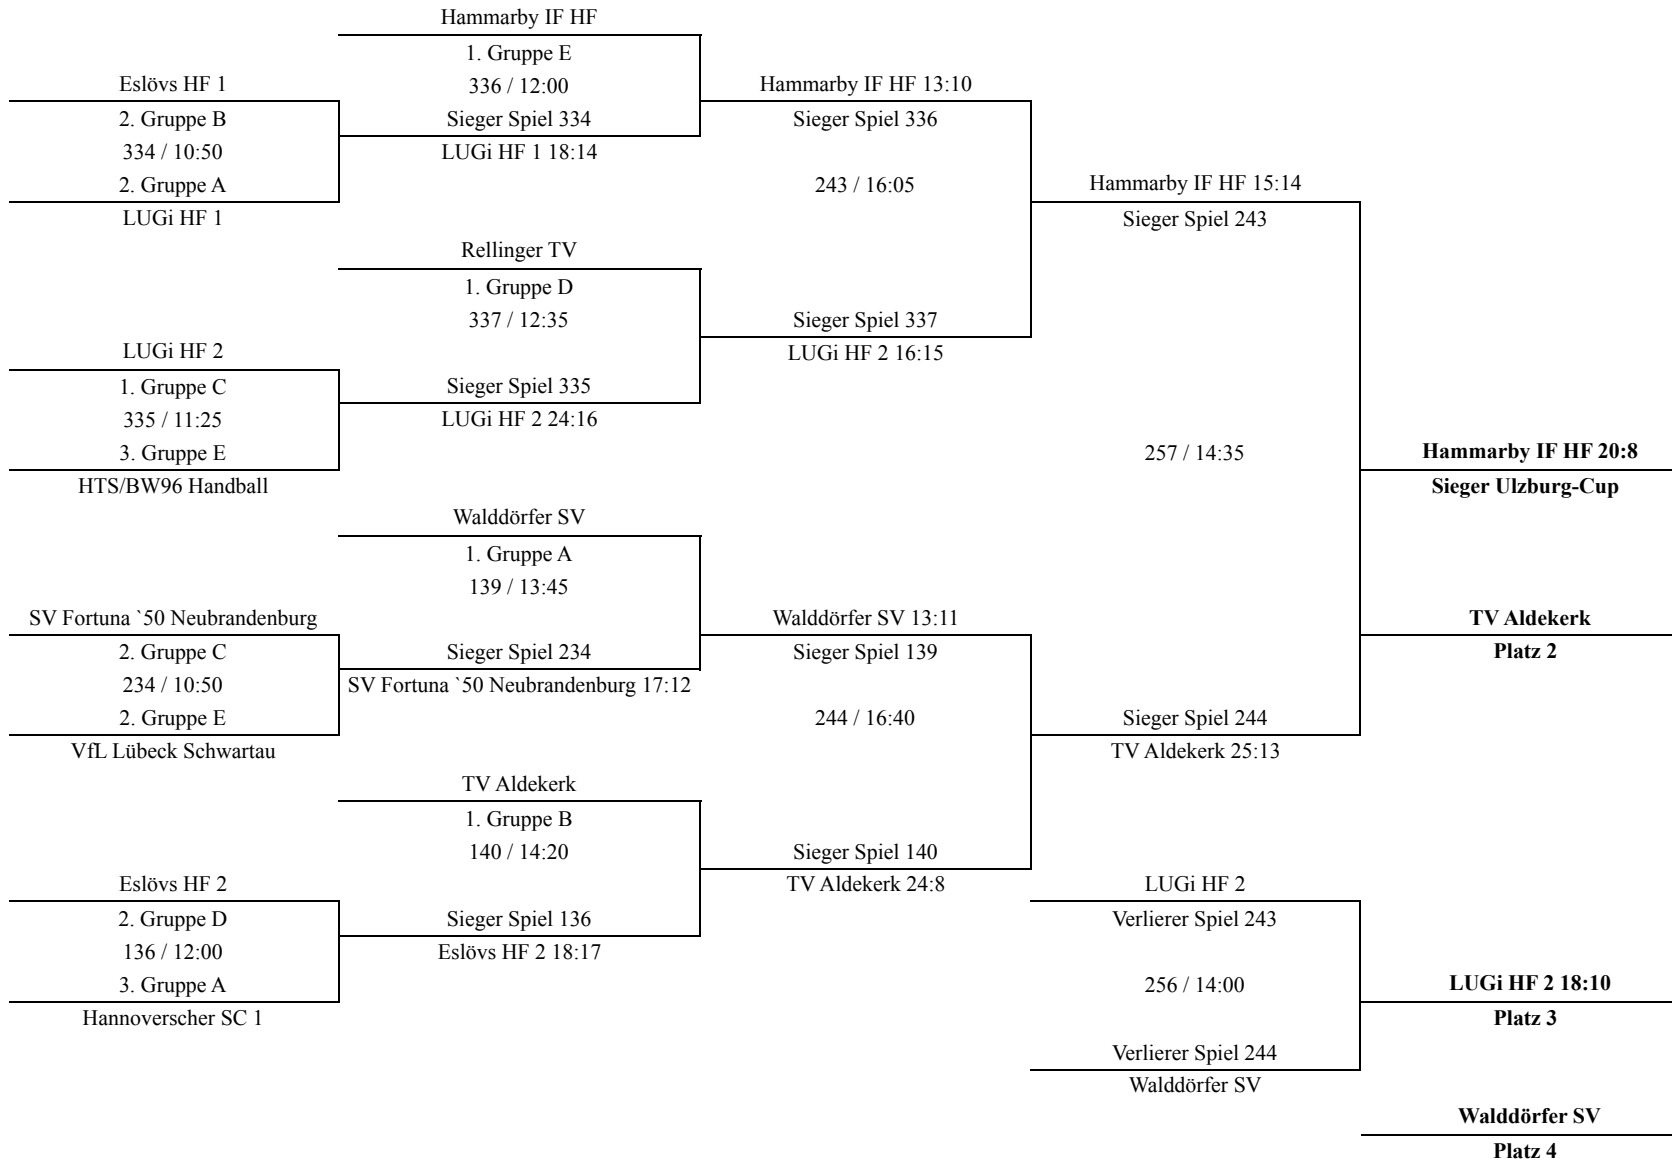 Hammarby IF HF
1. Gruppe E
Eslövs HF 1
336 / 12:00
Hammarby IF HF 13:10
2. Gruppe B
Sieger Spiel 334
Sieger Spiel 336
334 / 10:50
LUGi HF 1 18:14
2. Gruppe A
243 / 16:05
Hammarby IF HF 15:14
LUGi HF 1
Sieger Spiel 243
Rellinger TV
1. Gruppe D
337 / 12:35
Sieger Spiel 337
LUGi HF 2
LUGi HF 2 16:15
1. Gruppe C
Sieger Spiel 335
335 / 11:25
LUGi HF 2 24:16
3. Gruppe E
257 / 14:35
Hammarby IF HF 20:8
HTS/BW96 Handball
Sieger Ulzburg-Cup
Walddörfer SV
1. Gruppe A
139 / 13:45
SV Fortuna `50 Neubrandenburg
Walddörfer SV 13:11
TV Aldekerk
2. Gruppe C
Sieger Spiel 234
Sieger Spiel 139
Platz 2
234 / 10:50
SV Fortuna `50 Neubrandenburg 17:12
2. Gruppe E
244 / 16:40
Sieger Spiel 244
VfL Lübeck Schwartau
TV Aldekerk 25:13
TV Aldekerk
1. Gruppe B
140 / 14:20
Sieger Spiel 140
Eslövs HF 2
TV Aldekerk 24:8
LUGi HF 2
2. Gruppe D
Sieger Spiel 136
Verlierer Spiel 243
136 / 12:00
Eslövs HF 2 18:17
3. Gruppe A
256 / 14:00
LUGi HF 2 18:10
Hannoverscher SC 1
Platz 3
Verlierer Spiel 244
Walddörfer SV
Walddörfer SV
Platz 4